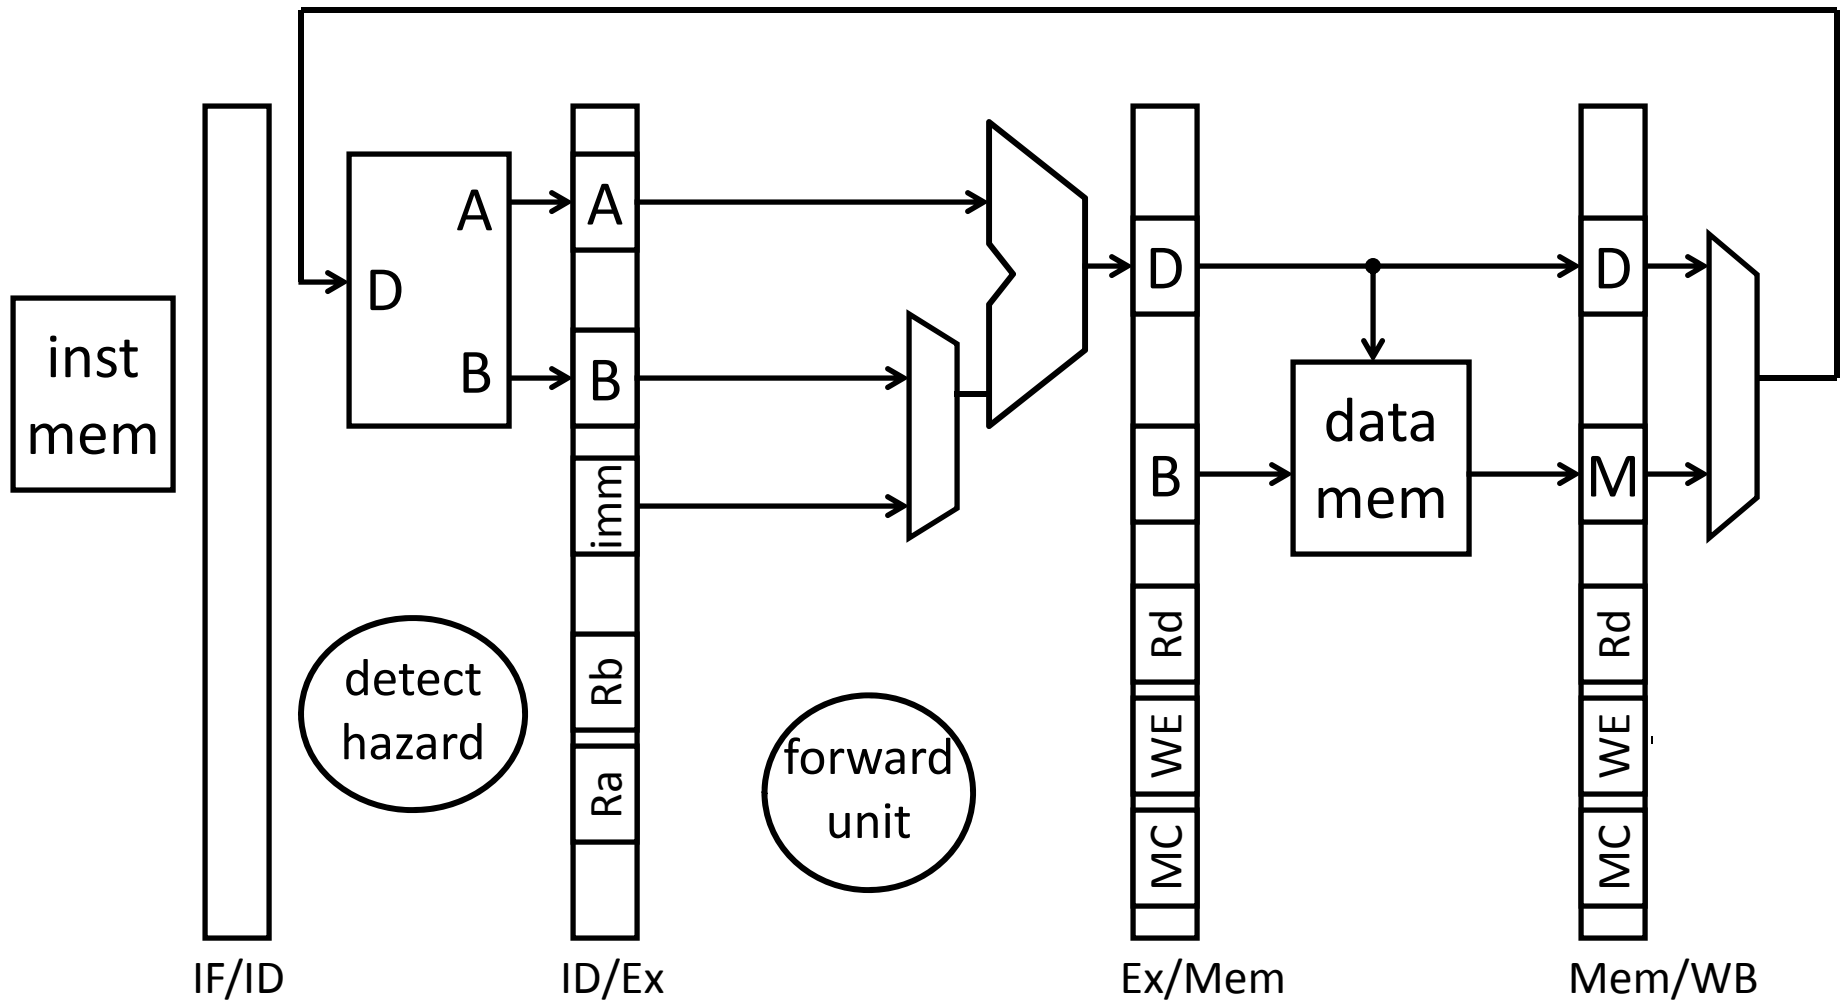 inst
mem
D
A
B
A
B
imm
Rb
Ra
detect
hazard
forward
unit
D
B
Rd
WE
MC
data
mem
D
M
Rd
WE
MC
IF/ID
ID/Ex
Ex/Mem
Mem/WB